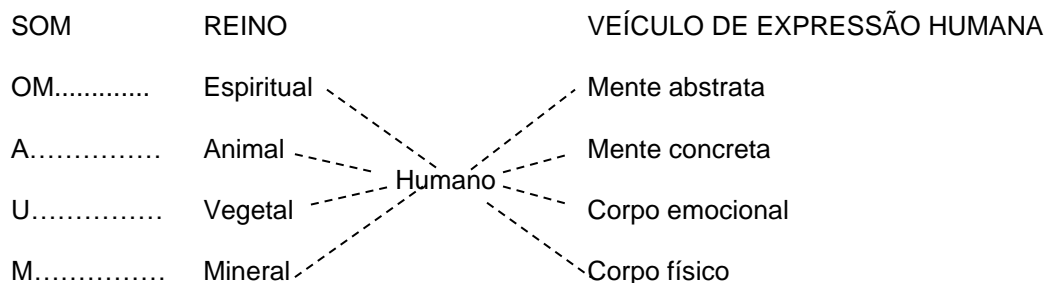 SOM REINO VEÍCULO DE EXPRESSÃO HUMANA
OM............. Espiritual Mente abstrata
A…………… Animal Mente concreta
Humano
U…………… Vegetal Corpo emocional
M…………… Mineral Corpo físico